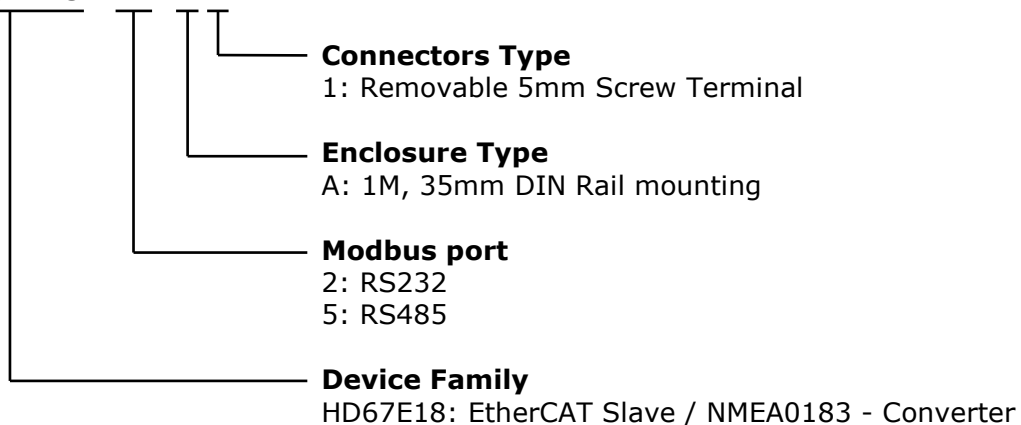 Connectors Type
1: Removable 5mm Screw Terminal
Enclosure Type
A: 1M, 35mm DIN Rail mounting
Modbus port
2: RS232
5: RS485
Device Family
HD67E18: EtherCAT Slave / NMEA0183 - Converter